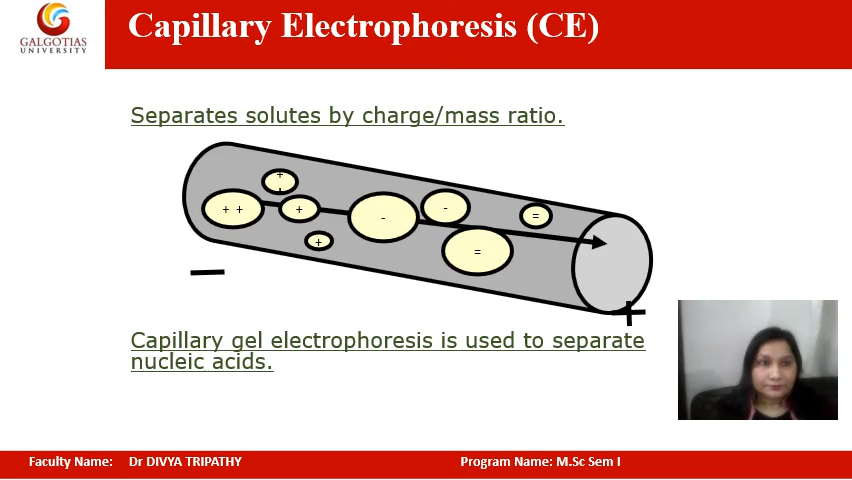 GALGOTIAS
UNIVERSITY
Capillary Electrophoresis (CE)
Separates solutes by charge/mass ratio.
+
+ +
+
+
-
-
=
=
Capillary gel electrophoresis is used to separate
nucleic acids.
Faculty Name: Dr DIVYA TRIPATHY
Program Name: M.Sc Sem I